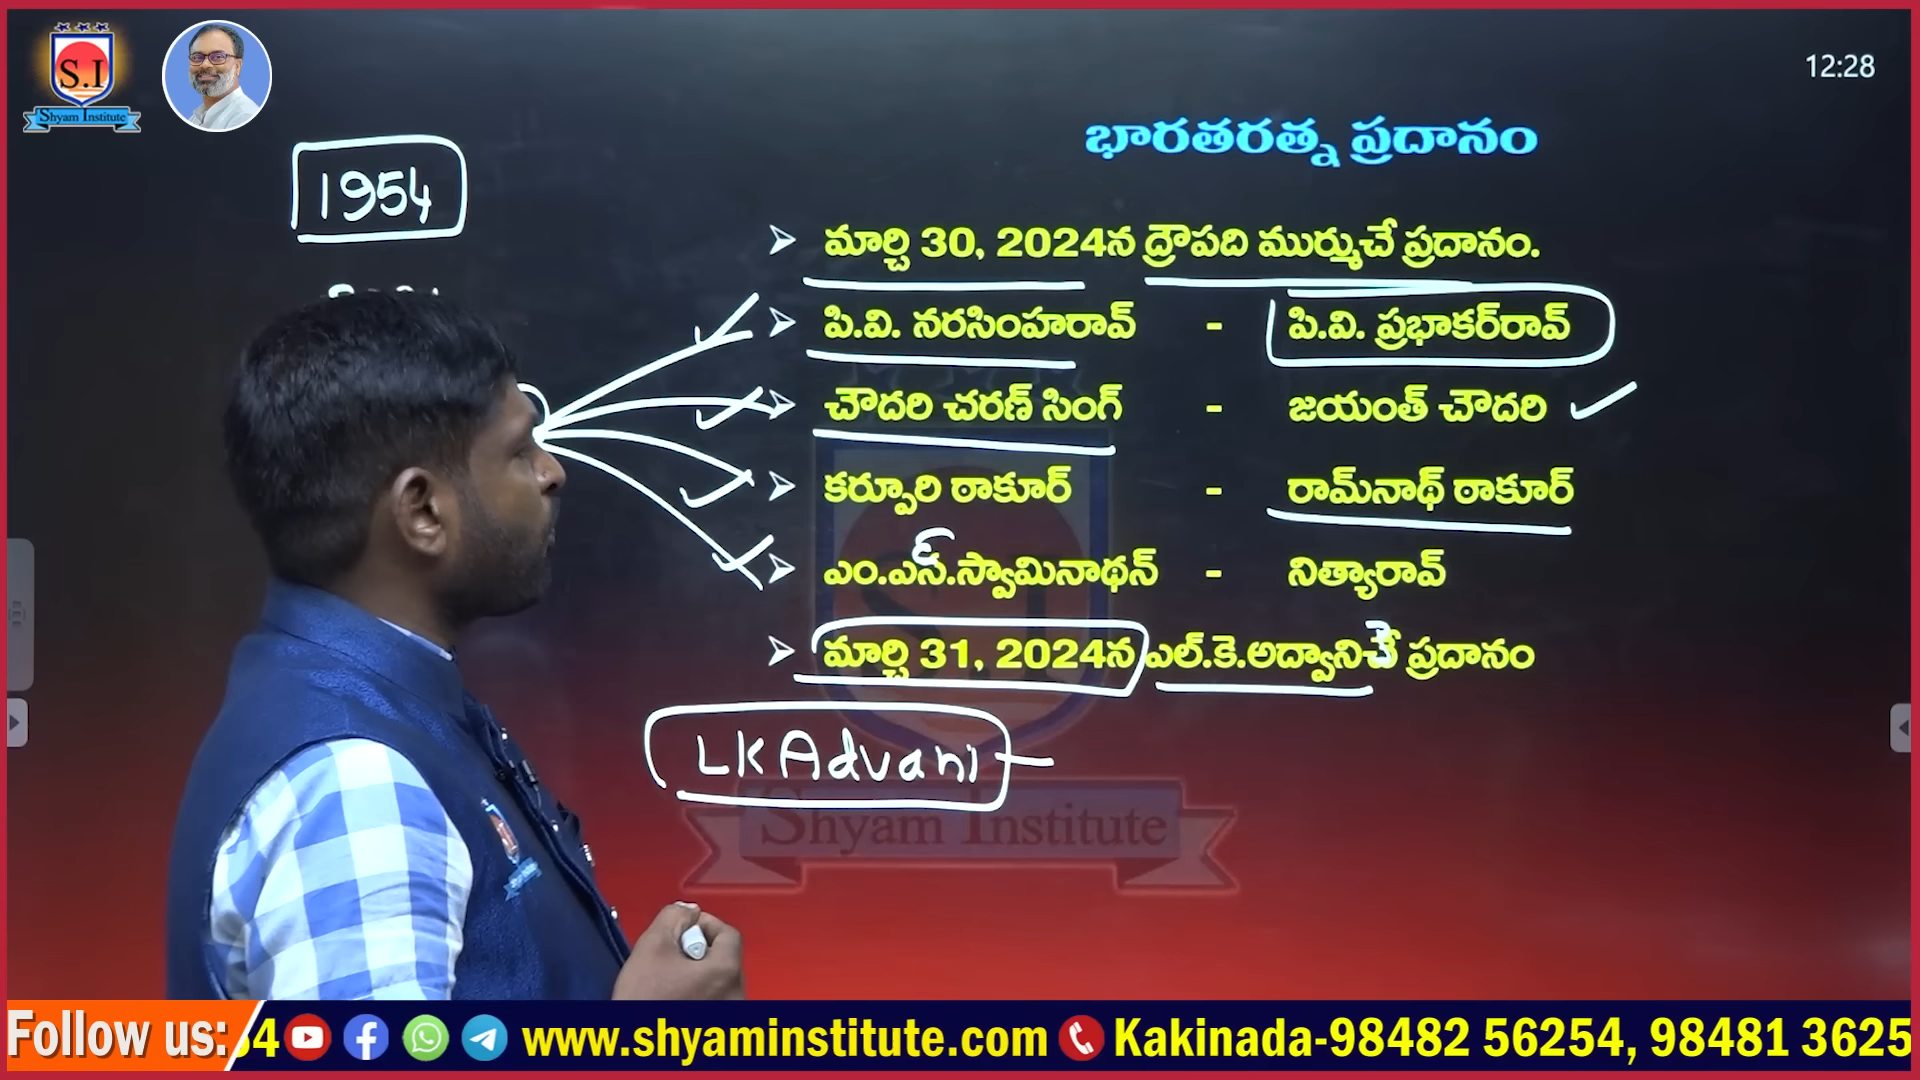 S.I
Shyam Institute
12:28
1954
భారతరత్న ప్రదానం
➢ మార్చి 30, 2024న ద్రౌపది ముర్ముచే ప్రదానం.
➢ పి.వి. నరసింహరావ్ - పి.వి. ప్రభాకర్‌రావ్
➢ చౌదరి చరణ్ సింగ్ - జయంత్ చౌదరి
➢ కర్పూరి ఠాకూర్ - రామ్‌నాథ్ ఠాకూర్
➢ ఎం.ఎస్.స్వామినాథన్ - నిత్యారావ్
➢ మార్చి 31, 2024న ఎల్.కె.అద్వానిచే ప్రదానం
LK Advani
S.I
Shyam Institute
Follow us: 4 www.shyaminstitute.com Kakinada-98482 56254, 98481 3625